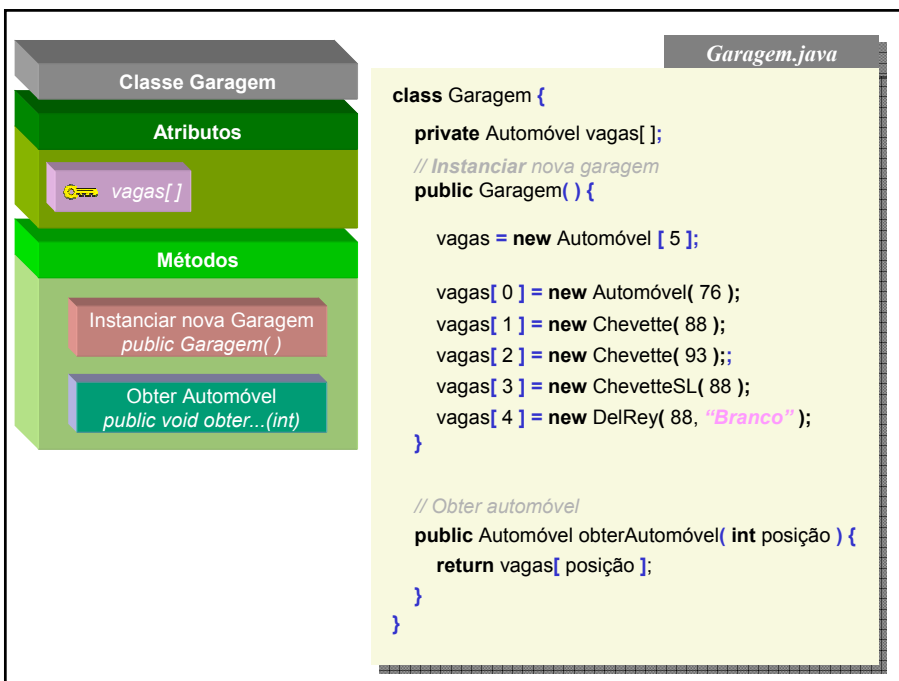 Classe Garagem
Atributos
vagas[ ]
Métodos
Instanciar nova Garagem
public Garagem( )
Obter Automóvel
public void obter...(int)
Garagem.java
class Garagem {
private Automóvel vagas[ ];
// Instanciar nova garagem
public Garagem( ) {
vagas = new Automóvel [ 5 ];
vagas[ 0 ] = new Automóvel( 76 );
vagas[ 1 ] = new Chevette( 88 );
vagas[ 2 ] = new Chevette( 93 );;
vagas[ 3 ] = new ChevetteSL( 88 );
vagas[ 4 ] = new DelRey( 88, “Branco” );
}
// Obter automóvel
public Automóvel obterAutomóvel( int posição ) {
return vagas[ posição ];
}
}